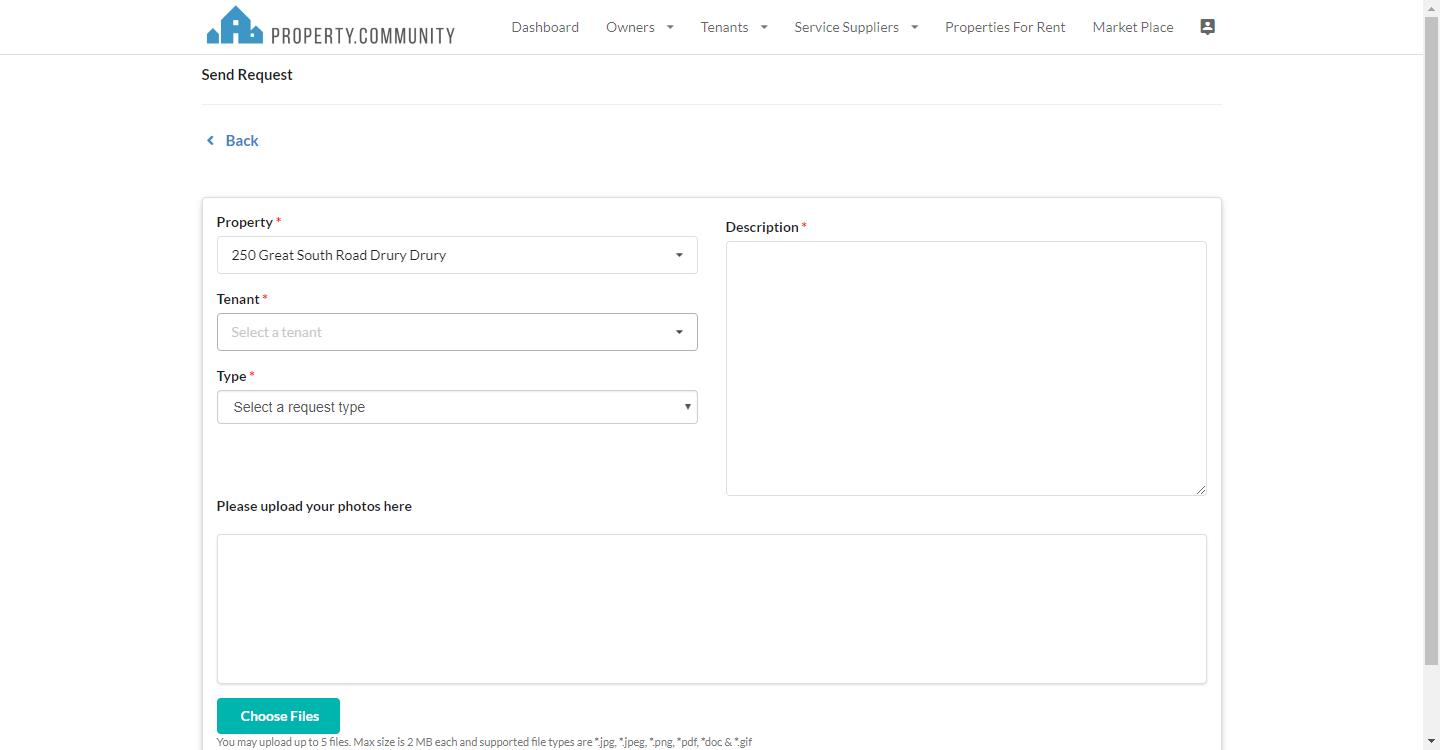 PROPERTY.COMMUNITY
Dashboard
Owners
Tenants
Service Suppliers
Properties For Rent
Market Place
Send Request
Back
Property *
250 Great South Road Drury Drury
Tenant *
Select a tenant
Type *
Select a request type
Description *
Please upload your photos here
Choose Files
You may upload up to 5 files. Max size is 2 MB each and supported file types are *.jpg, *.jpeg, *.png, *pdf, *doc & *.gif